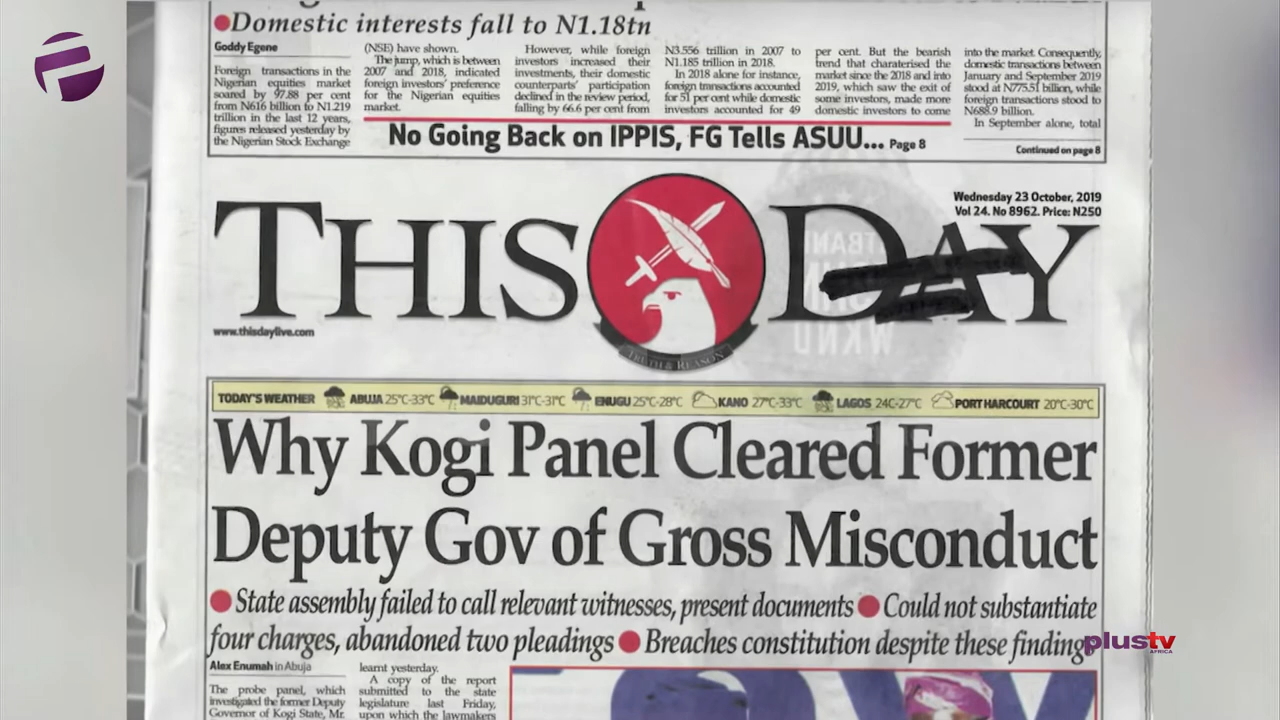 Domestic interests fall to N1.18tn
Goddy Egene
Foreign transactions in the
Nigerian equities market
soared by 97.88 per cent
from N616 billion to N1.219
trillion in the last 12 years,
figures released yesterday by
the Nigerian Stock Exchange
(NSE) have shown.
The jump, which is between
2007 and 2018, indicated
foreign investors' preference
for the Nigerian equities
market.
However, while foreign
investors increased their
investments, their domestic
counterparts' participation
declined in the review period,
falling by 66.6 per cent from
N3.556 trillion in 2007 to
N1.185 trillion in 2018.
In 2018 alone for instance,
foreign transactions accounted
for 51 per cent while domestic
investors accounted for 49
per cent. But the bearish
trend that charaterised the
market since the 2018 and into
2019, which saw the exit of
some investors, made more
domestic investors to come
into the market. Consequently,
domestic transactions between
January and September 2019
stood at N775.51 billion, while
foreign transactions stood to
N688.9 billion.
In September alone, total
Continued on page 8
No Going Back on IPPIS, FG Tells ASUU... Page 8
Wednesday 23 October, 2019
Vol 24. No 8962. Price: N250
THIS DAY
TRUTH & REASON
www.thisdaylive.com
TODAY'S WEATHER ABUJA 25°C-33°C MAIDUGURI 31°C-31°C ENUGU 25°C-28°C KANO 27°C-33°C LAGOS 24C-27°C PORT HARCOURT 20°C-30°C
Why Kogi Panel Cleared Former
Deputy Gov of Gross Misconduct
State assembly failed to call relevant witnesses, present documents Could not substantiate
four charges, abandoned two pleadings Breaches constitution despite these finding
plustv
AFRICA
Alex Enumah in Abuja
The probe panel, which
investigated the former Deputy
Governor of Kogi State, Mr.
learnt yesterday.
A copy of the report
submitted to the state
legislature last Friday,
upon which the lawmakers